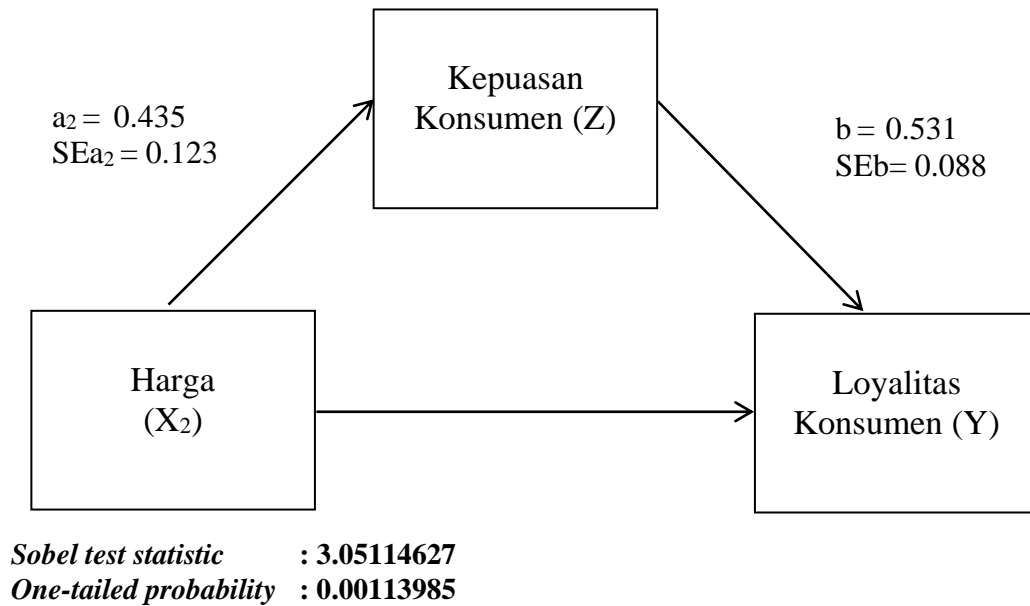 Kepuasan
Konsumen (Z)
a₂ = 0.435
SEa₂ = 0.123
b = 0.531
SEb= 0.088
Harga
(X₂)
Loyalitas
Konsumen (Y)
Sobel test statistic : 3.05114627
One-tailed probability : 0.00113985